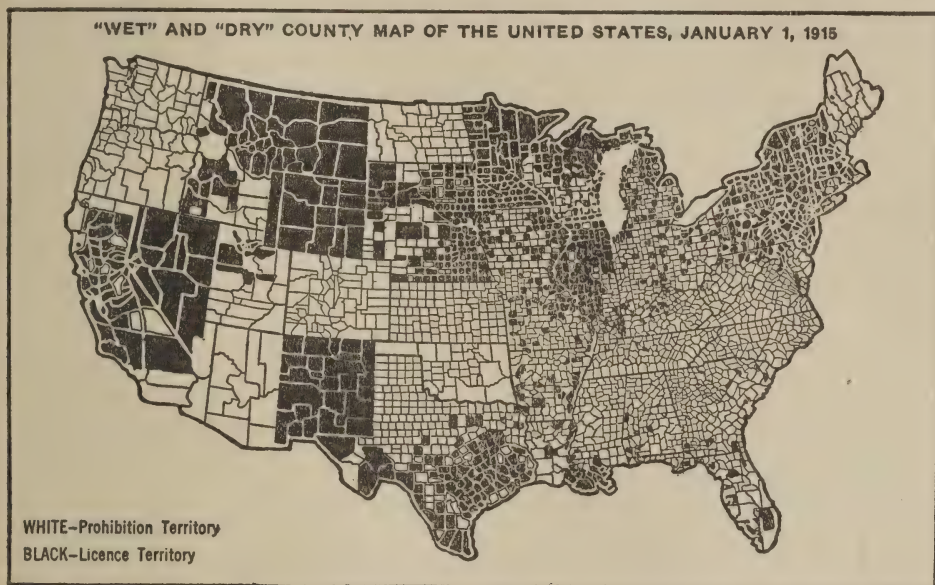 "WET" AND "DRY" COUNTY MAP OF THE UNITED STATES, JANUARY 1, 1915
WHITE–Prohibition Territory
BLACK–Licence Territory